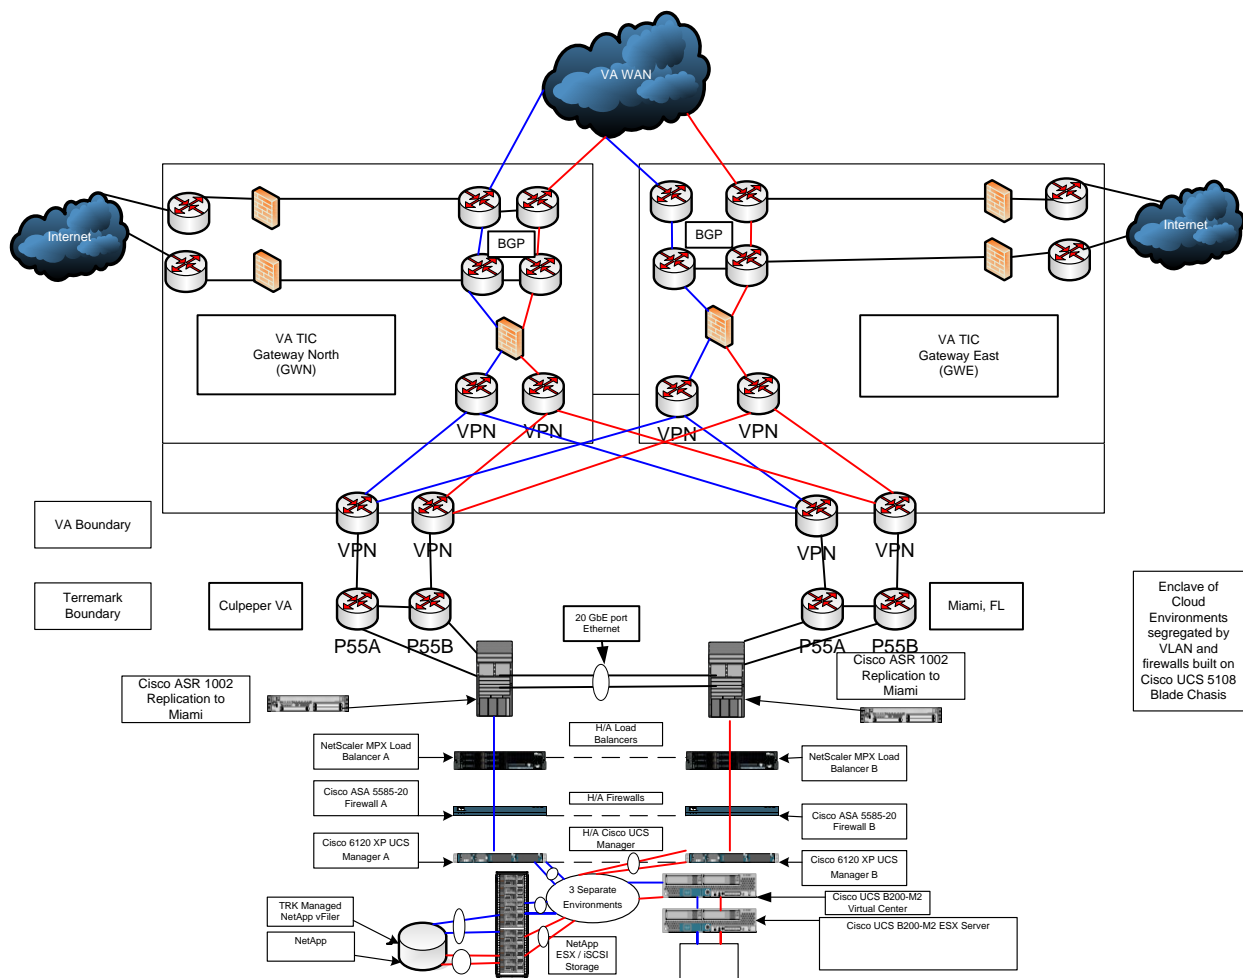 VA WAN
Internet
Internet
BGP
BGP
VA TIC
Gateway North
(GWN)
VA TIC
Gateway East
(GWE)
VPN
VPN
VPN
VPN
VA Boundary
VPN
VPN
VPN
VPN
Terremark
Boundary
Culpeper VA
Miami, FL
Enclave of
Cloud
Environments
segregated by
VLAN and
firewalls built on
Cisco UCS 5108
Blade Chasis
20 GbE port
Ethernet
P55A
P55B
P55A
P55B
Cisco ASR 1002
Replication to
Miami
Cisco ASR 1002
Replication to
Miami
H/A Load
Balancers
NetScaler MPX Load
Balancer A
NetScaler MPX Load
Balancer B
Cisco ASA 5585-20
Firewall A
H/A Firewalls
Cisco ASA 5585-20
Firewall B
Cisco 6120 XP UCS
Manager A
H/A Cisco UCS
Manager
Cisco 6120 XP UCS
Manager B
3 Separate
Environments
Cisco UCS B200-M2
Virtual Center
TRK Managed
NetApp vFiler
Cisco UCS B200-M2 ESX Server
NetApp
NetApp
ESX / iSCSI
Storage